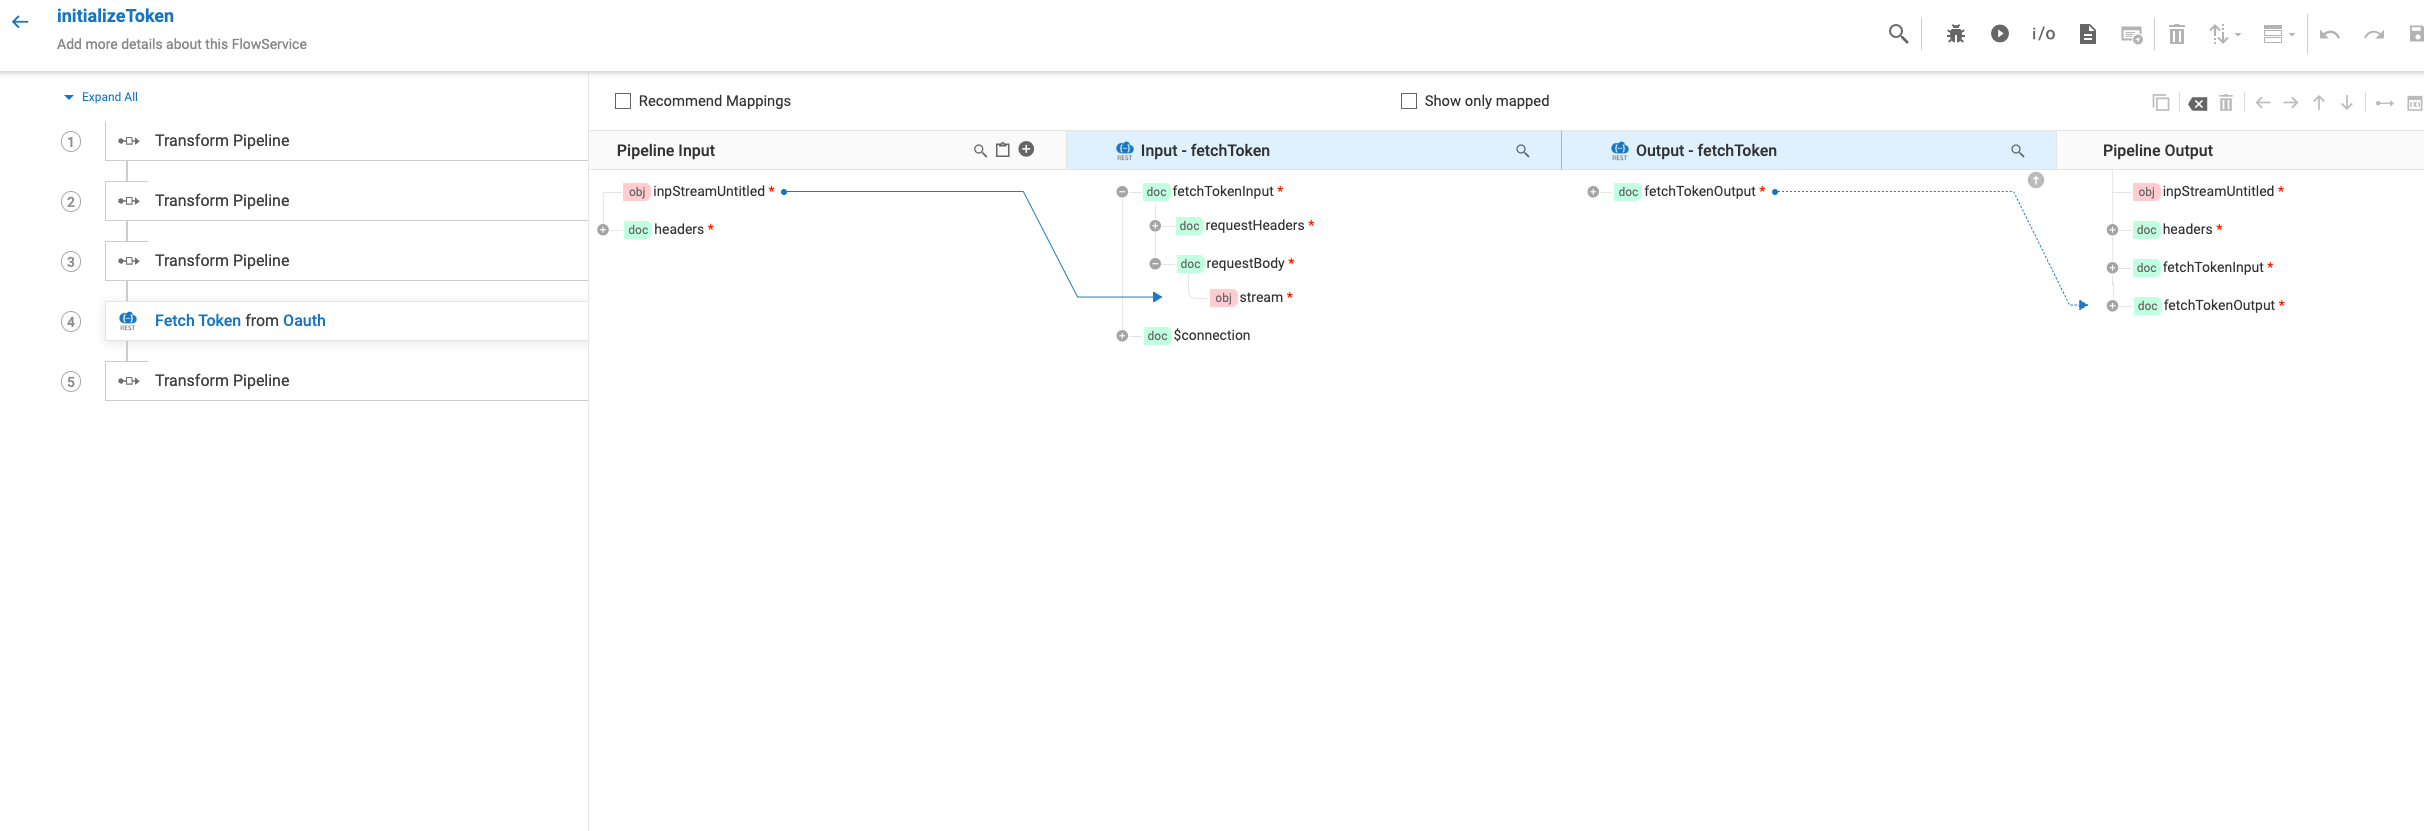 initializeToken
Add more details about this FlowService
i/o
Expand All
Recommend Mappings
Show only mapped
1 Transform Pipeline
2 Transform Pipeline
3 Transform Pipeline
4 REST Fetch Token from Oauth
5 Transform Pipeline
Pipeline Input
obj inpStreamUntitled *
doc headers *
REST Input - fetchToken
doc fetchTokenInput *
doc requestHeaders *
doc requestBody *
obj stream *
doc $connection
REST Output - fetchToken
doc fetchTokenOutput *
Pipeline Output
obj inpStreamUntitled *
doc headers *
doc fetchTokenInput *
doc fetchTokenOutput *